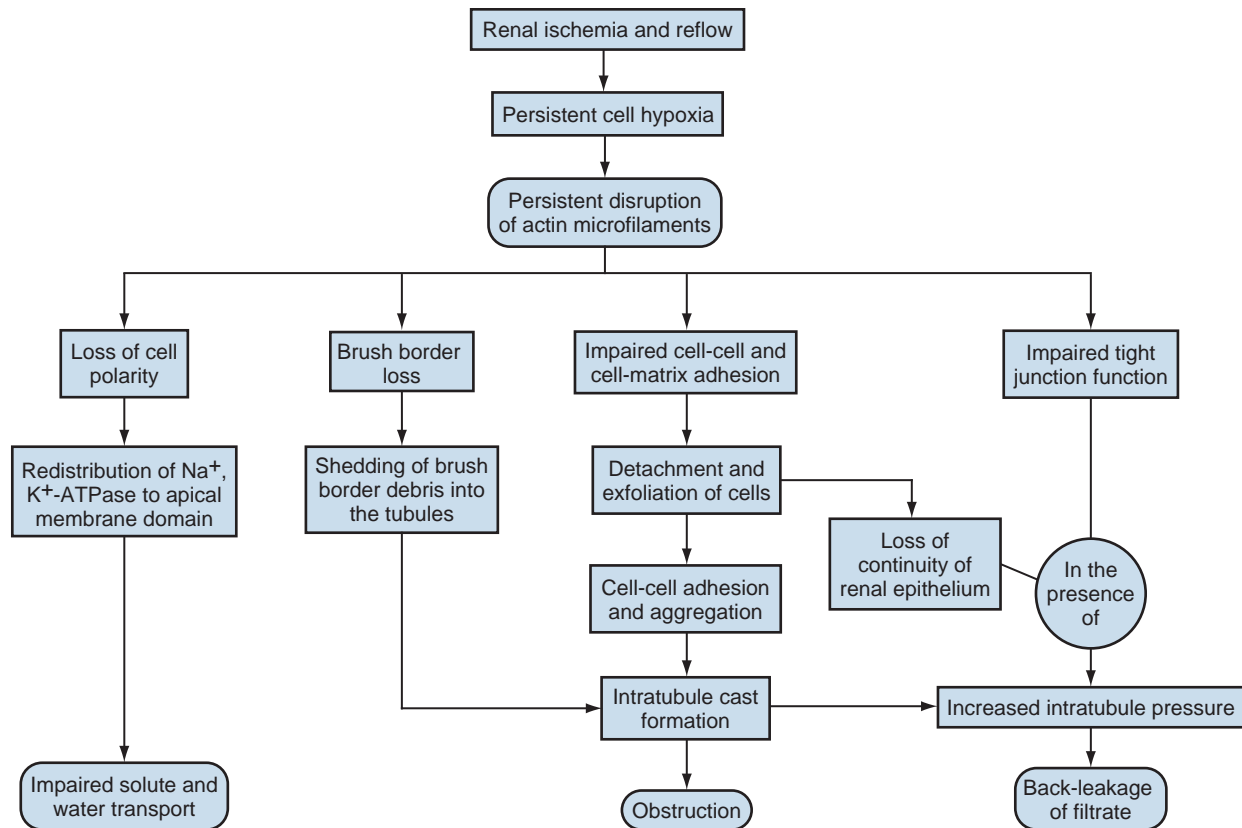 Renal ischemia and reflow
Persistent cell hypoxia
Persistent disruption
of actin microfilaments
Loss of cell
polarity
Brush border
loss
Impaired cell-cell and
cell-matrix adhesion
Impaired tight
junction function
Redistribution of Na+,
K+-ATPase to apical
membrane domain
Shedding of brush
border debris into
the tubules
Detachment and
exfoliation of cells
Loss of
continuity of
renal epithelium
In the
presence
of
Cell-cell adhesion
and aggregation
Intratubule cast
formation
Increased intratubule pressure
Impaired solute and
water transport
Obstruction
Back-leakage
of filtrate